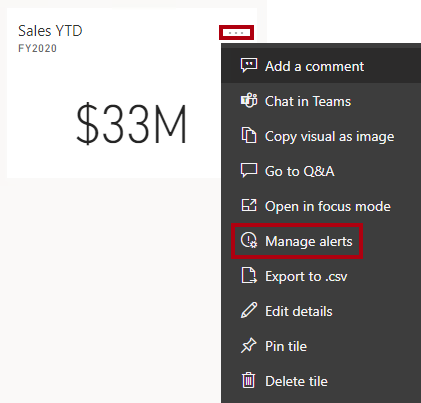 Sales YTD
FY2020
$33M
Add a comment
Chat in Teams
Copy visual as image
Go to Q&A
Open in focus mode
Manage alerts
Export to .csv
Edit details
Pin tile
Delete tile